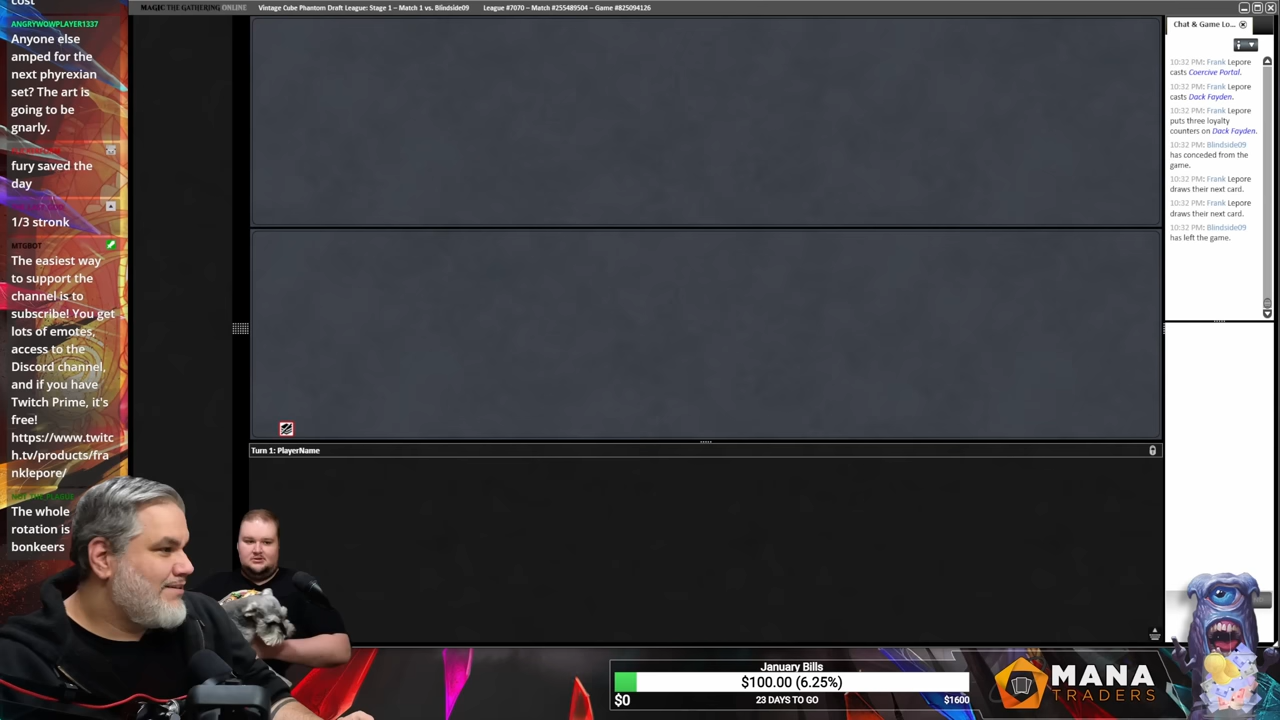 MAGIC THE GATHERING ONLINE
Vintage Cube Phantom Draft League: Stage 1 – Match 1 vs. Blindside09
League #7070 – Match #255489504 – Game #825094126
cost
ANGRYWOWPLAYER1337
Anyone else
amped for the
next phyrexian
set? The art is
going to be
gnarly.
fury saved the
day
1/3 stronk
MTGBOT
The easiest way
to support the
channel is to
subscribe! You get
lots of emotes,
access to the
Discord channel,
and if you have
Twitch Prime, it's
free!
https://www.twitc
h.tv/products/fra
nklepore/
The whole
rotation is
bonkeers
Turn 1: PlayerName
Chat & Game Lo...
10:32 PM: Frank Lepore
casts Coercive Portal.
10:32 PM: Frank Lepore
casts Dack Fayden.
10:32 PM: Frank Lepore
puts three loyalty
counters on Dack Fayden.
10:32 PM: Blindside09
has conceded from the
game.
10:32 PM: Frank Lepore
draws their next card.
10:32 PM: Frank Lepore
draws their next card.
10:32 PM: Blindside09
has left the game.
January Bills
$100.00 (6.25%)
$0
23 DAYS TO GO
$1600
MANA
TRADERS